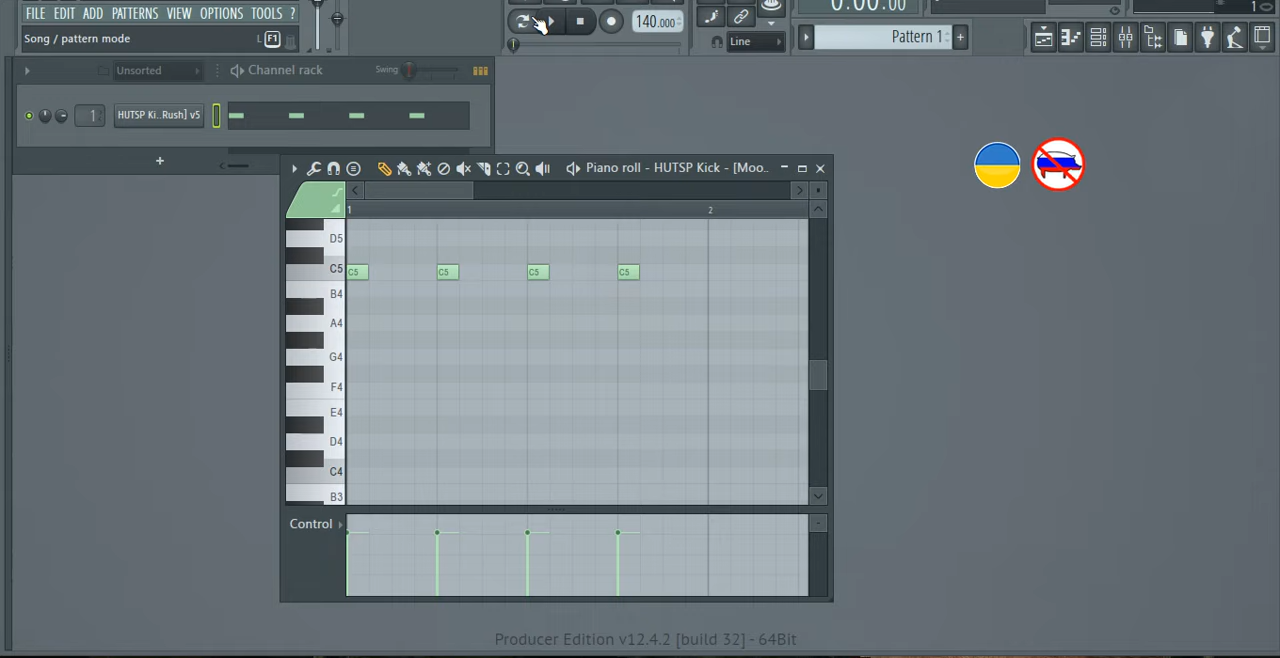 FILE EDIT ADD PATTERNS VIEW OPTIONS TOOLS ?
Song / pattern mode
L F1
140.000
Line
0:00:00
Pattern 1
+
1
Unsorted
Channel rack
Swing
1
HUTSP Ki..Rush] v5
+
Piano roll - HUTSP Kick - [Moo..
1
2
D5
C5
C5
C5
C5
C5
B4
A4
G4
F4
E4
D4
C4
B3
Control
Producer Edition v12.4.2 [build 32] - 64Bit